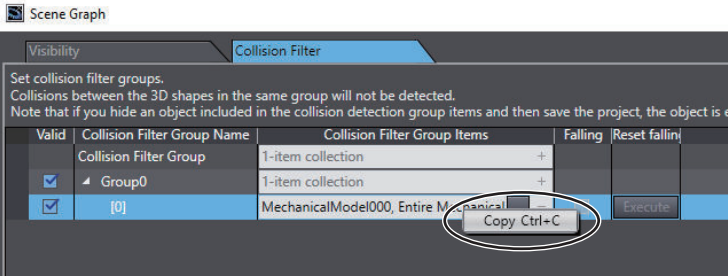 Scene Graph
Visibility Collision Filter
Set collision filter groups.
Collisions between the 3D shapes in the same group will not be detected.
Note that if you hide an object included in the collision detection group items and then save the project, the object is e
Valid Collision Filter Group Name Collision Filter Group Items Falling Reset fallin
Collision Filter Group 1-item collection +
Group0 1-item collection +
[0] MechanicalModel000, Entire Mechanical Execute
Copy Ctrl+C